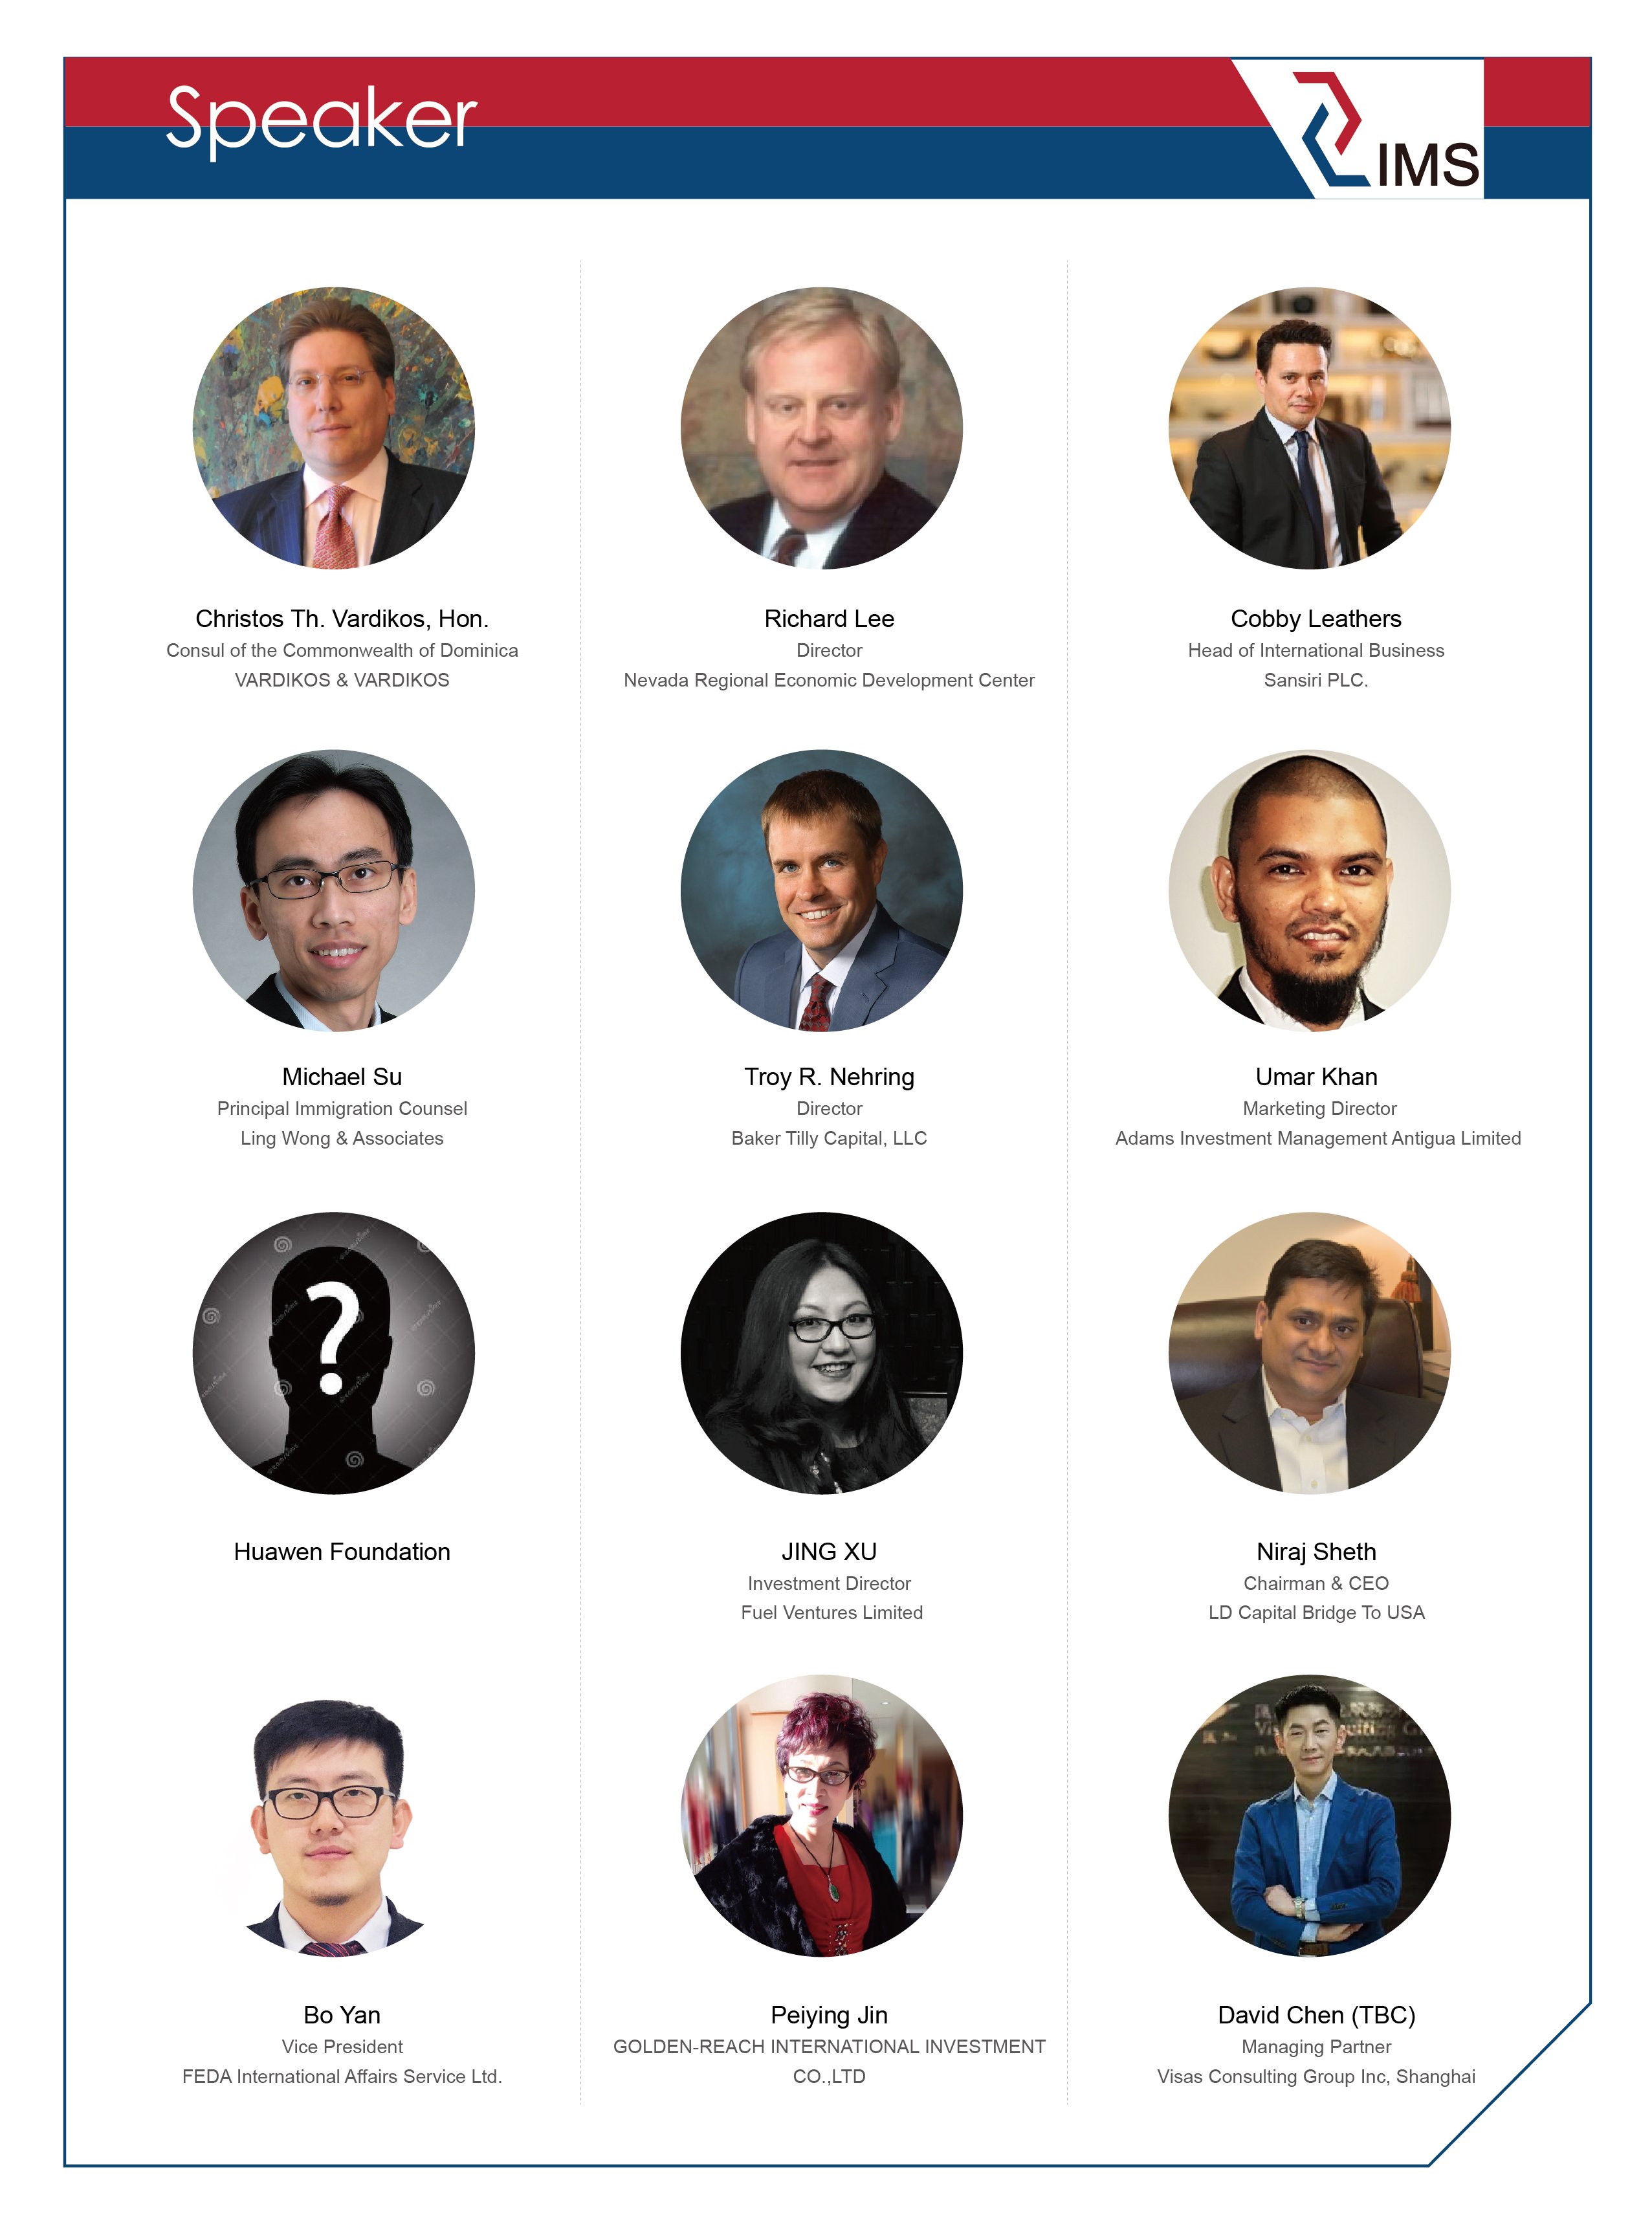 Speaker
IMS
Christos Th. Vardikos, Hon.
Consul of the Commonwealth of Dominica
VARDIKOS & VARDIKOS
Richard Lee
Director
Nevada Regional Economic Development Center
Cobby Leathers
Head of International Business
Sansiri PLC.
Michael Su
Principal Immigration Counsel
Ling Wong & Associates
Troy R. Nehring
Director
Baker Tilly Capital, LLC
Umar Khan
Marketing Director
Adams Investment Management Antigua Limited
?
Huawen Foundation
JING XU
Investment Director
Fuel Ventures Limited
Niraj Sheth
Chairman & CEO
LD Capital Bridge To USA
Bo Yan
Vice President
FEDA International Affairs Service Ltd.
Peiying Jin
GOLDEN-REACH INTERNATIONAL INVESTMENT
CO.,LTD
David Chen (TBC)
Managing Partner
Visas Consulting Group Inc, Shanghai